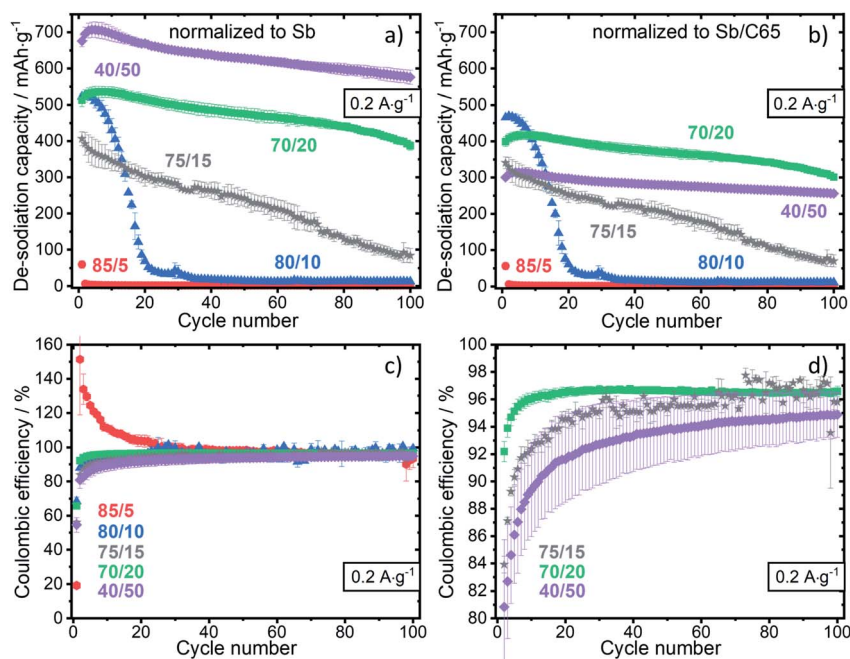 normalized to Sb
a)
De-sodiation capacity / mAh·g⁻¹
700
600
500
400
300
200
100
0
40/50
0.2 A·g⁻¹
70/20
75/15
85/5
80/10
0 20 40 60 80 100
Cycle number
normalized to Sb/C65
b)
De-sodiation capacity / mAh·g⁻¹
700
600
500
400
300
200
100
0
0.2 A·g⁻¹
70/20
40/50
75/15
85/5
80/10
0 20 40 60 80 100
Cycle number
c)
Coulombic efficiency / %
160
140
120
100
80
60
40
20
0
85/5
80/10
75/15
70/20
40/50
0.2 A·g⁻¹
0 20 40 60 80 100
Cycle number
d)
Coulombic efficiency / %
98
96
94
92
90
88
86
84
82
80
75/15
70/20
40/50
0.2 A·g⁻¹
0 20 40 60 80 100
Cycle number